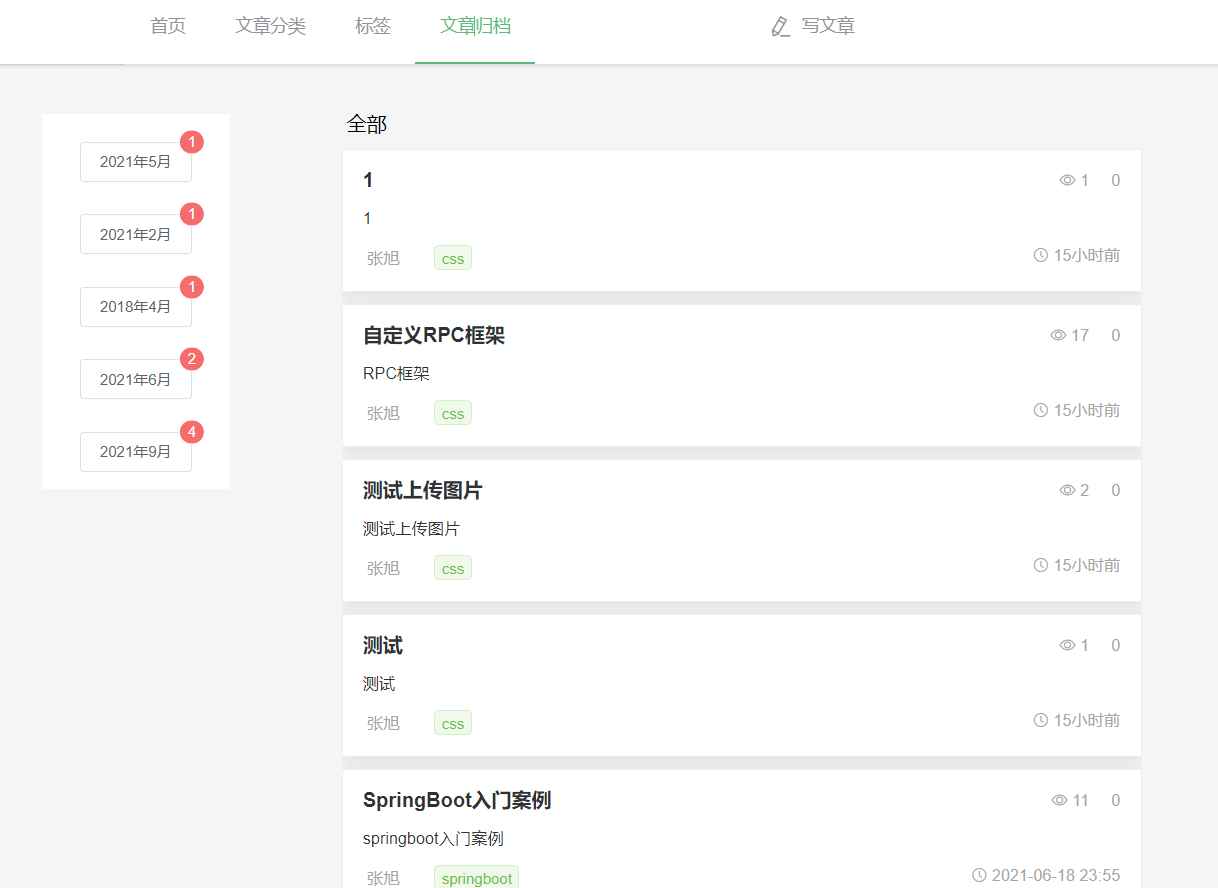 首页 文章分类 标签 文章归档 写文章
2021年5月 1
2021年2月 1
2018年4月 1
2021年6月 2
2021年9月 4
全部
1 1 0
1
张旭 css 15小时前
自定义RPC框架 17 0
RPC框架
张旭 css 15小时前
测试上传图片 2 0
测试上传图片
张旭 css 15小时前
测试 1 0
测试
张旭 css 15小时前
SpringBoot入门案例 11 0
springboot入门案例
张旭 springboot 2021-06-18 23:55